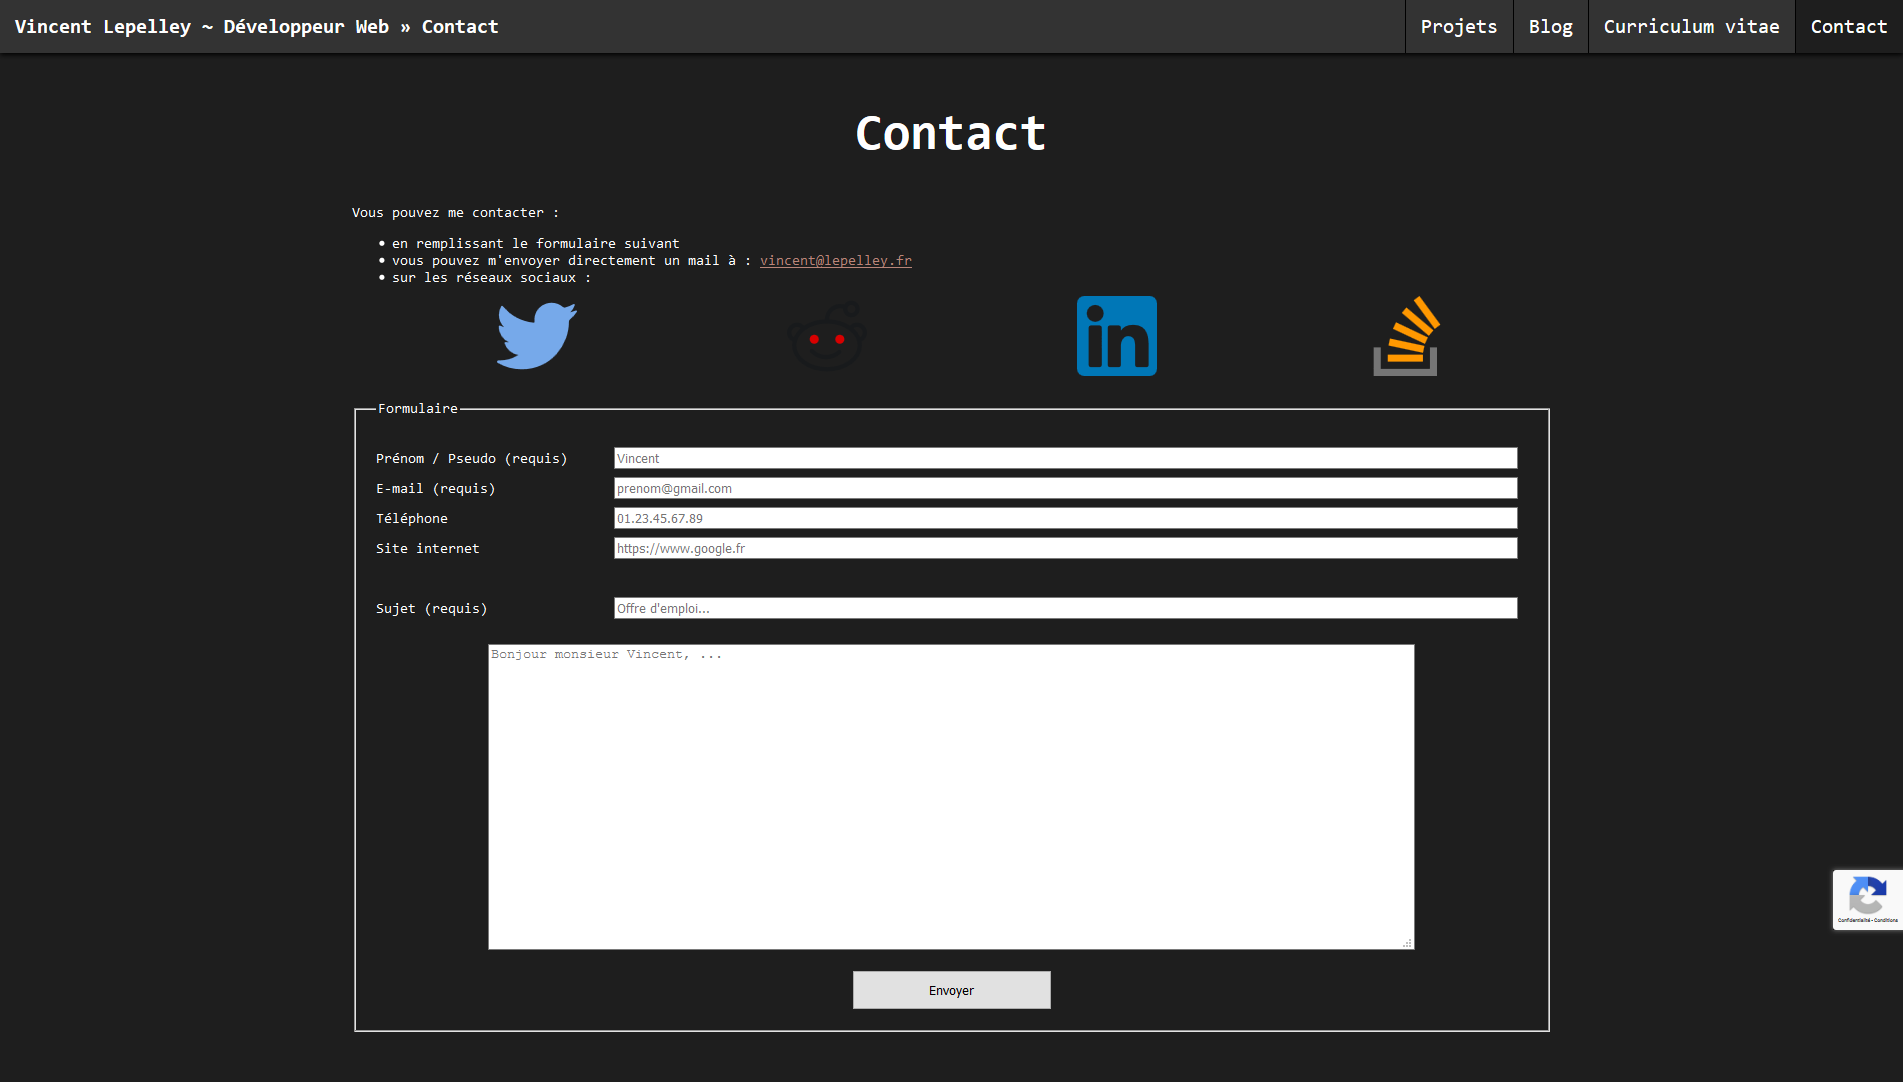 Vincent Lepelley ~ Développeur Web » Contact
Projets
Blog
Curriculum vitae
Contact
Contact
Vous pouvez me contacter :
• en remplissant le formulaire suivant
• vous pouvez m'envoyer directement un mail à : vincent@lepelley.fr
• sur les réseaux sociaux :
in
Formulaire
Prénom / Pseudo (requis)
Vincent
E-mail (requis)
prenom@gmail.com
Téléphone
01.23.45.67.89
Site internet
https://www.google.fr
Sujet (requis)
Offre d'emploi...
Bonjour monsieur Vincent, ...
Confidentialité - Conditions
Envoyer